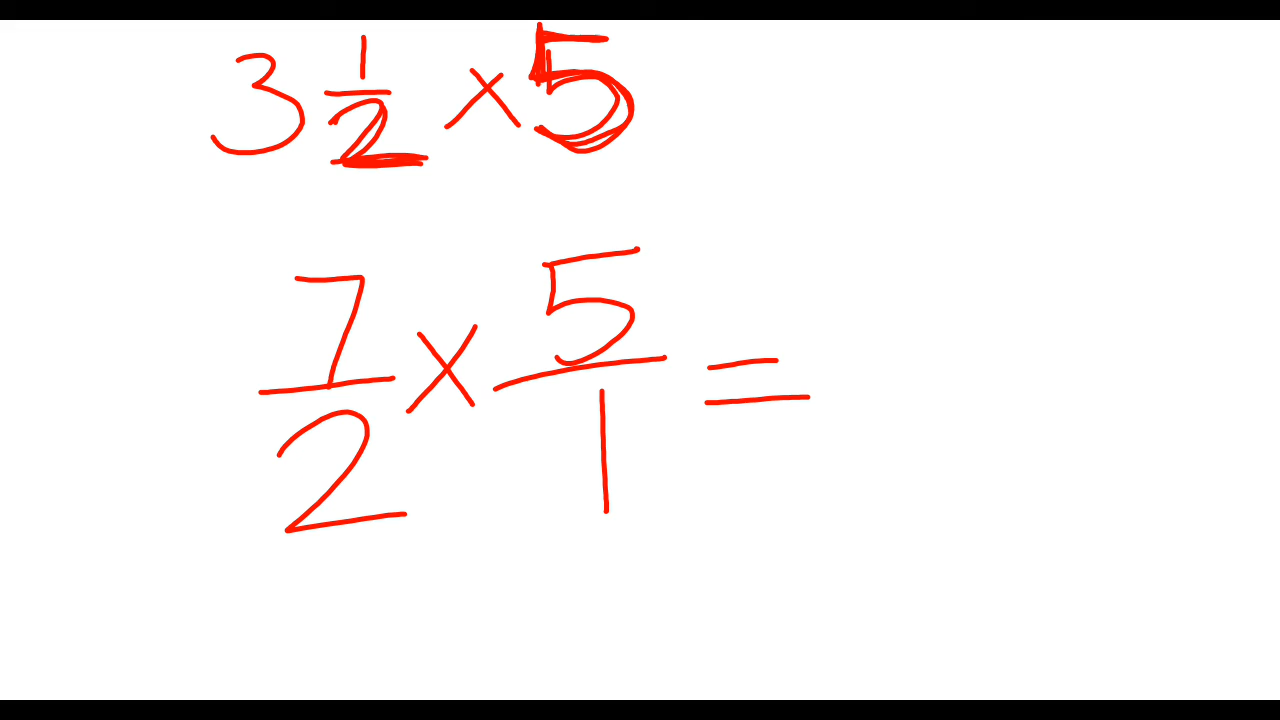 3 1/2 × 5
7/2 × 5/1 =